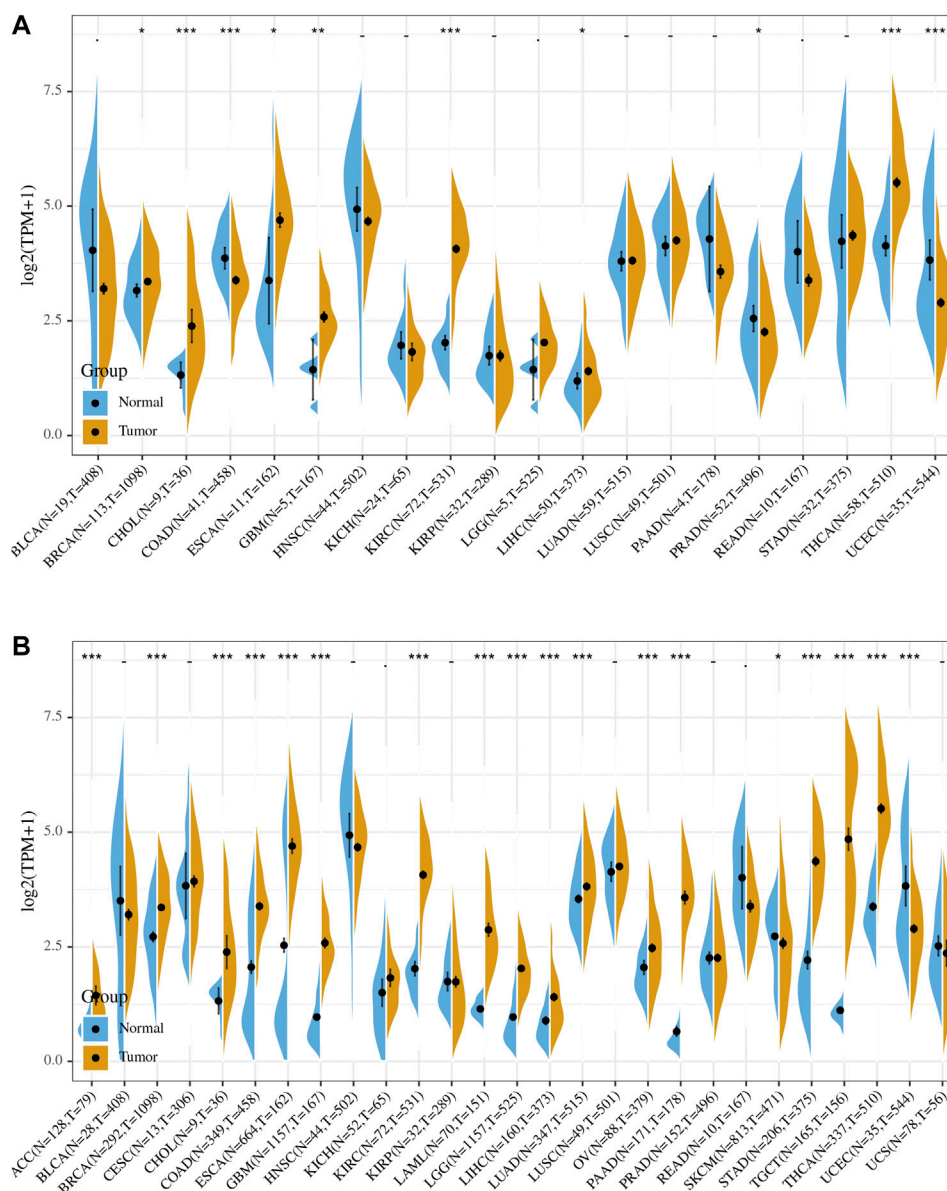 A
* *** *** * ** - - *** - * - - - * - *** ***
7.5
5.0
2.5
0.0
log2(TPM+1)
Group
Normal
Tumor
BLCA(N=19,T=408)
BRCA(N=113,T=1098)
CHOL(N=9,T=36)
COAD(N=41,T=458)
ESCA(N=11,T=162)
GBM(N=5,T=167)
HNSC(N=44,T=502)
KICH(N=24,T=65)
KIRC(N=72,T=531)
KIRP(N=32,T=289)
LGG(N=5,T=525)
LIHC(N=50,T=373)
LUAD(N=59,T=515)
LUSC(N=49,T=501)
PAAD(N=4,T=178)
PRAD(N=52,T=496)
READ(N=10,T=167)
STAD(N=32,T=375)
THCA(N=58,T=510)
UCEC(N=35,T=544)
B
*** - *** - *** *** *** *** - *** - *** *** *** *** - *** *** - * *** *** *** *** -
7.5
5.0
2.5
0.0
log2(TPM+1)
Group
Normal
Tumor
ACC(N=128,T=79)
BLCA(N=28,T=408)
BRCA(N=292,T=1098)
CESC(N=13,T=306)
CHOL(N=9,T=36)
COAD(N=349,T=458)
ESCA(N=664,T=162)
GBM(N=1157,T=167)
HNSC(N=44,T=502)
KICH(N=52,T=65)
KIRC(N=72,T=531)
KIRP(N=32,T=289)
LAML(N=70,T=151)
LGG(N=1157,T=525)
LIHC(N=160,T=373)
LUAD(N=347,T=515)
LUSC(N=49,T=501)
OV(N=88,T=379)
PAAD(N=171,T=178)
PRAD(N=152,T=496)
READ(N=10,T=167)
SKCM(N=813,T=471)
STAD(N=206,T=375)
TGCT(N=165,T=156)
THCA(N=337,T=510)
UCEC(N=35,T=544)
UCS(N=78,T=56)